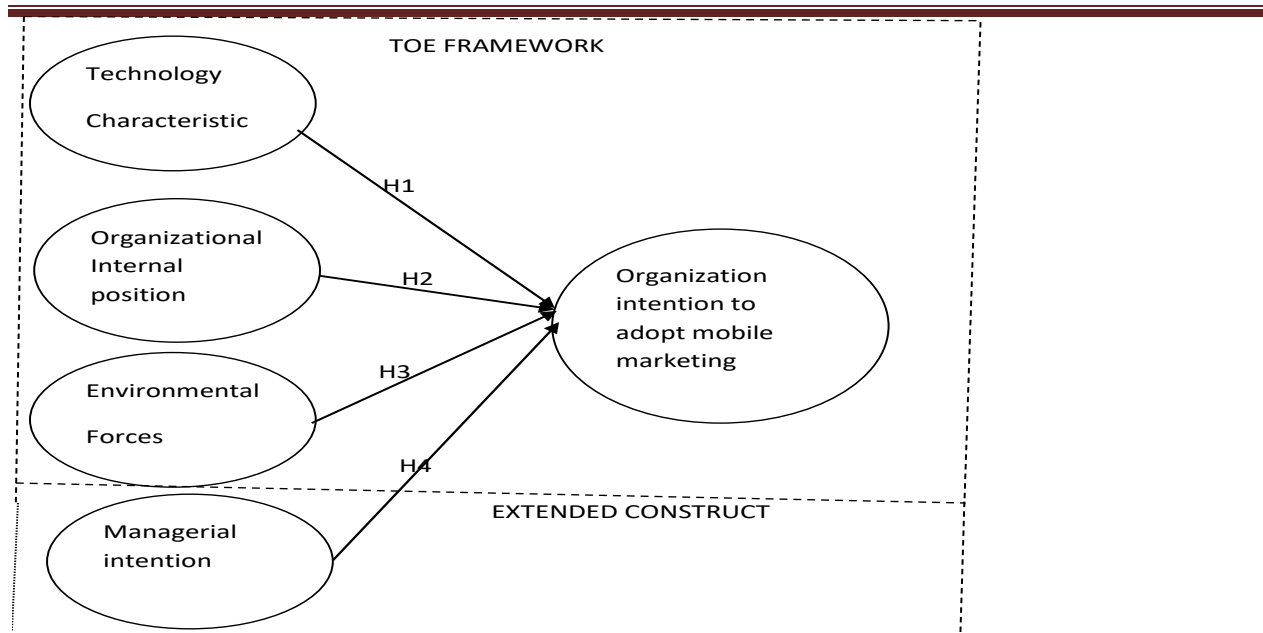 TOE FRAMEWORK
Technology
Characteristic
H1
Organizational
Internal
position
H2
Organization
intention to
adopt mobile
marketing
H3
Environmental
Forces
H4
EXTENDED CONSTRUCT
Managerial
intention